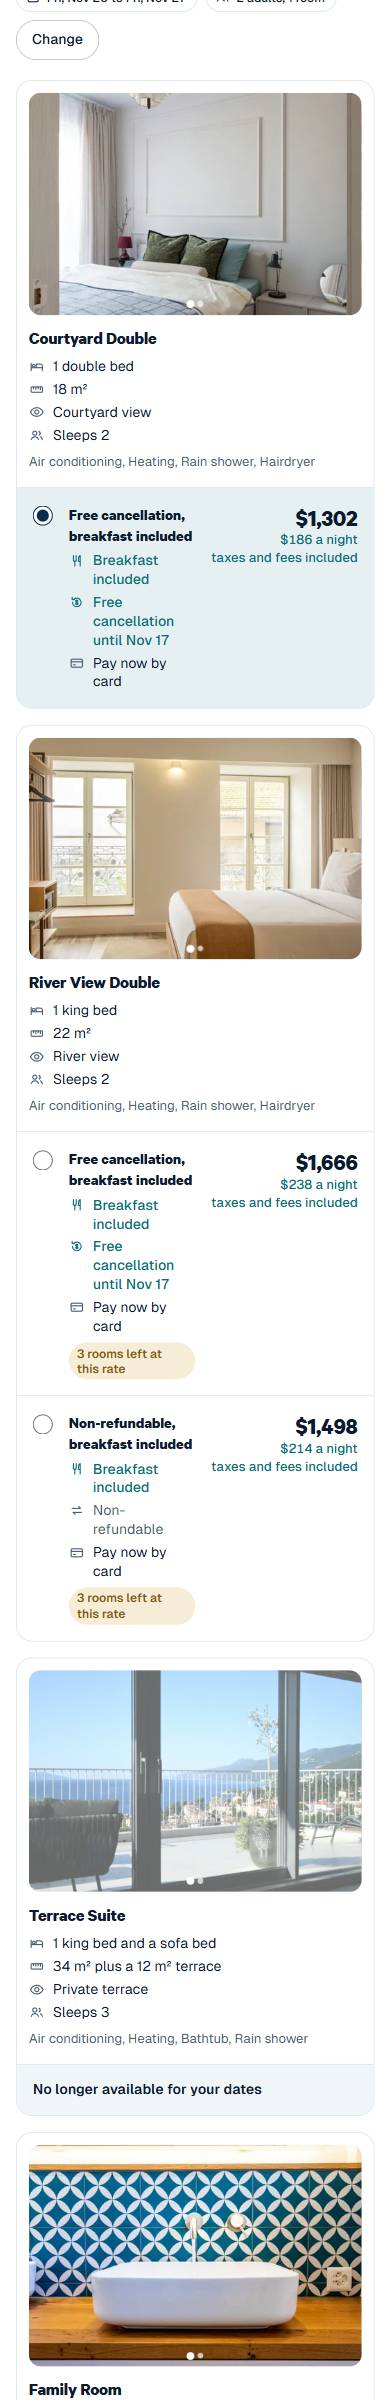 Change
Courtyard Double
1 double bed
18 m²
Courtyard view
Sleeps 2
Air conditioning, Heating, Rain shower, Hairdryer
Free cancellation,
breakfast included
$1,302
$186 a night
taxes and fees included
Breakfast
included
Free
cancellation
until Nov 17
Pay now by
card
River View Double
1 king bed
22 m²
River view
Sleeps 2
Air conditioning, Heating, Rain shower, Hairdryer
Free cancellation,
breakfast included
$1,666
$238 a night
taxes and fees included
Breakfast
included
Free
cancellation
until Nov 17
Pay now by
card
3 rooms left at
this rate
Non-refundable,
breakfast included
$1,498
$214 a night
taxes and fees included
Breakfast
included
Non-
refundable
Pay now by
card
3 rooms left at
this rate
Terrace Suite
1 king bed and a sofa bed
34 m² plus a 12 m² terrace
Private terrace
Sleeps 3
Air conditioning, Heating, Bathtub, Rain shower
No longer available for your dates
Family Room